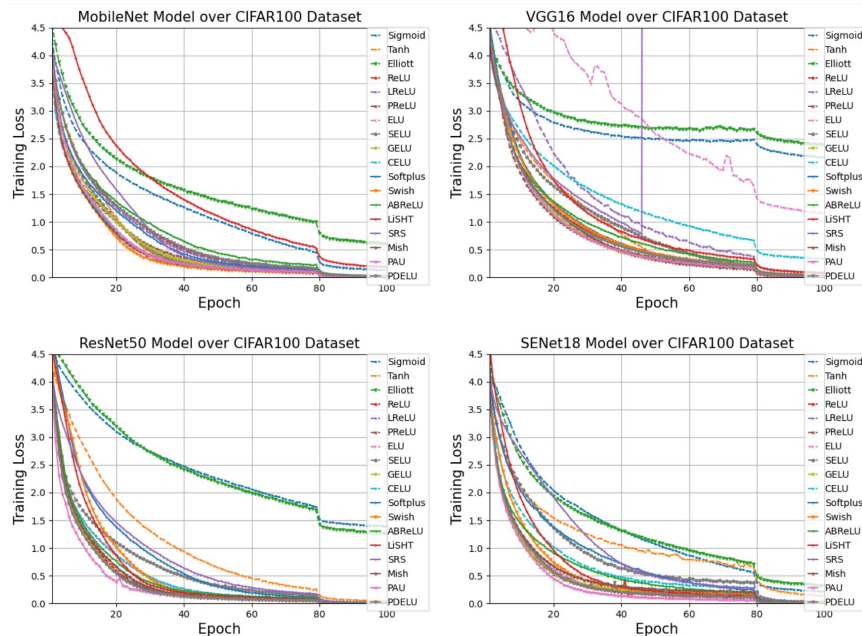 MobileNet Model over CIFAR100 Dataset
Training Loss
4.5
4.0
3.5
3.0
2.5
2.0
1.5
1.0
0.5
0.0
20
40
60
80
100
Epoch
Sigmoid
Tanh
Elliott
ReLU
LReLU
PReLU
ELU
SELU
GELU
CELU
Softplus
Swish
ABReLU
LiSHT
SRS
Mish
PAU
PDELU
VGG16 Model over CIFAR100 Dataset
Training Loss
4.5
4.0
3.5
3.0
2.5
2.0
1.5
1.0
0.5
0.0
20
40
60
80
100
Epoch
Sigmoid
Tanh
Elliott
ReLU
LReLU
PReLU
ELU
SELU
GELU
CELU
Softplus
Swish
ABReLU
LiSHT
SRS
Mish
PAU
PDELU
ResNet50 Model over CIFAR100 Dataset
Training Loss
4.5
4.0
3.5
3.0
2.5
2.0
1.5
1.0
0.5
0.0
20
40
60
80
100
Epoch
Sigmoid
Tanh
Elliott
ReLU
LReLU
PReLU
ELU
SELU
GELU
CELU
Softplus
Swish
ABReLU
LiSHT
SRS
Mish
PAU
PDELU
SENet18 Model over CIFAR100 Dataset
Training Loss
4.5
4.0
3.5
3.0
2.5
2.0
1.5
1.0
0.5
0.0
20
40
60
80
100
Epoch
Sigmoid
Tanh
Elliott
ReLU
LReLU
PReLU
ELU
SELU
GELU
CELU
Softplus
Swish
ABReLU
LiSHT
SRS
Mish
PAU
PDELU